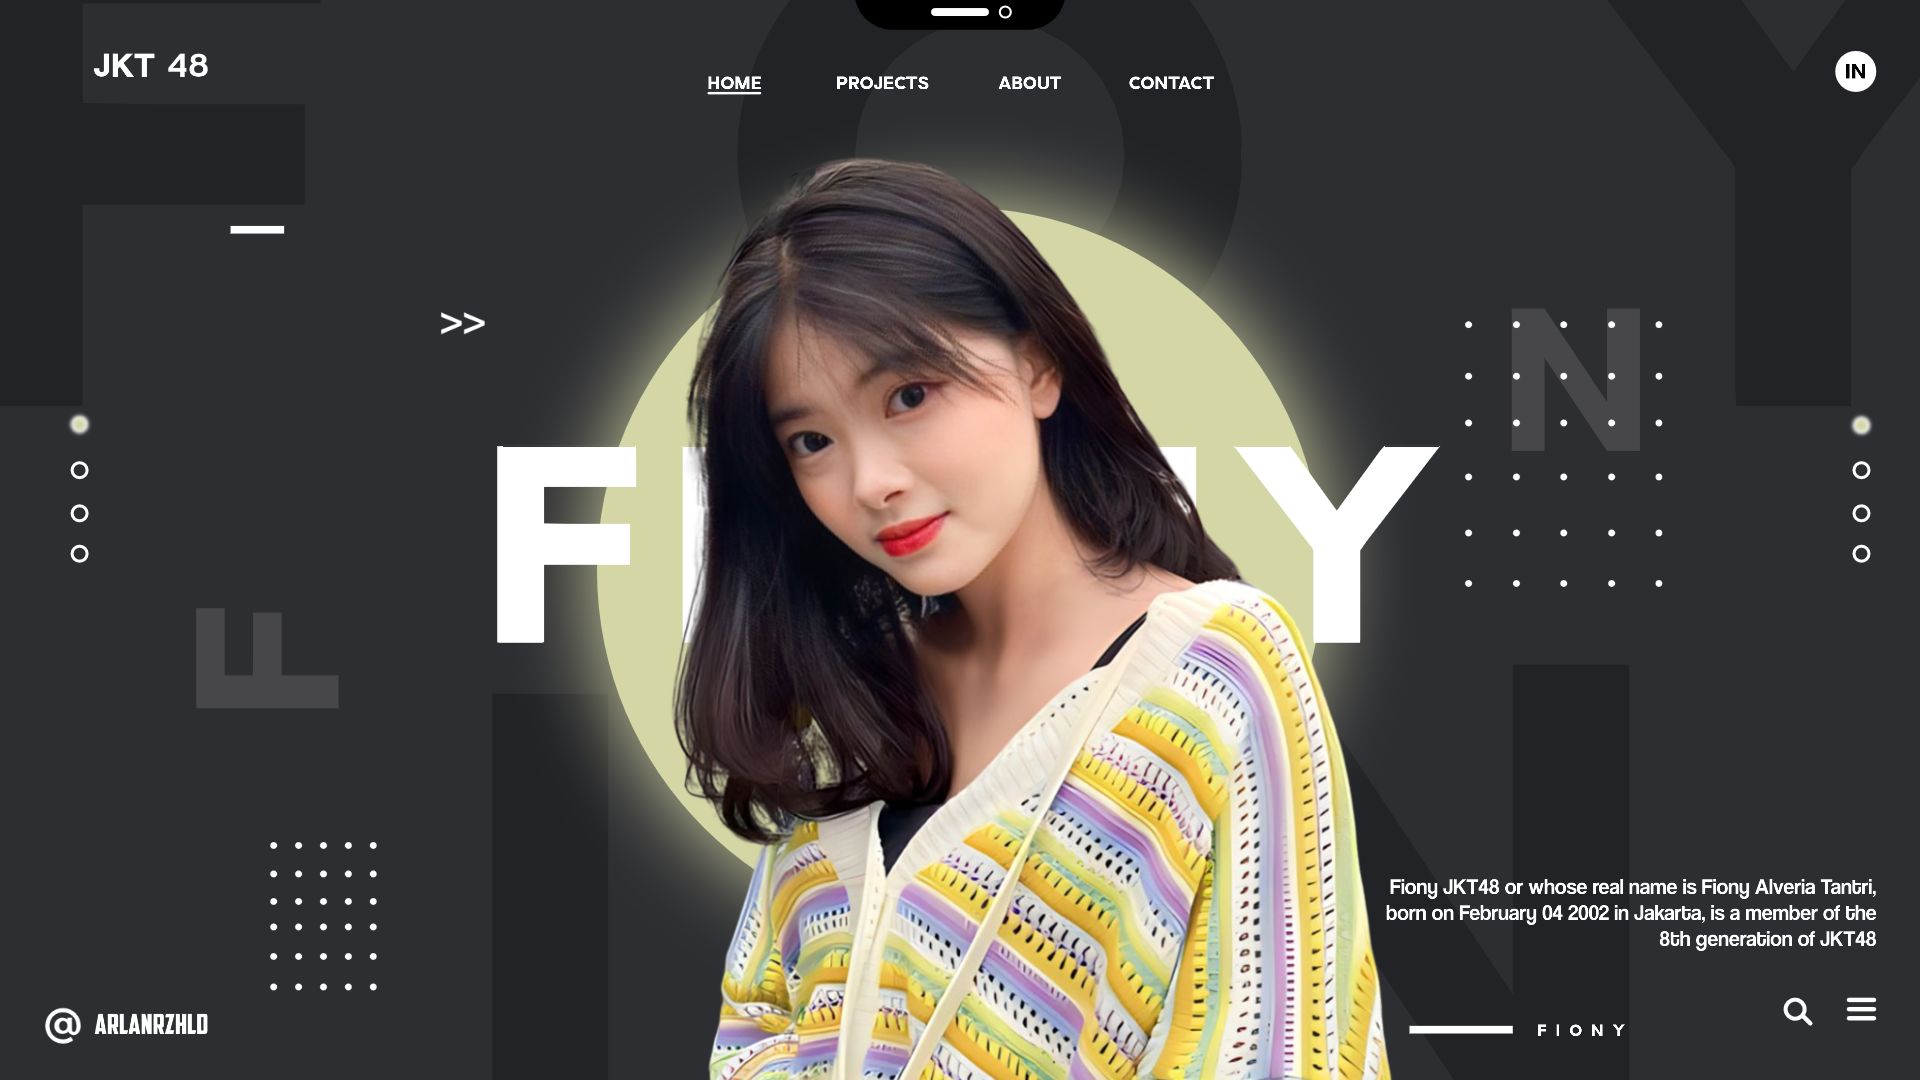 JKT 48
HOME PROJECTS ABOUT CONTACT
IN
>>
FIONY
N
F
Fiony JKT48 or whose real name is Fiony Alveria Tantri,
born on February 04 2002 in Jakarta, is a member of the
8th generation of JKT48
@ ARLANRZHLD
FIONY